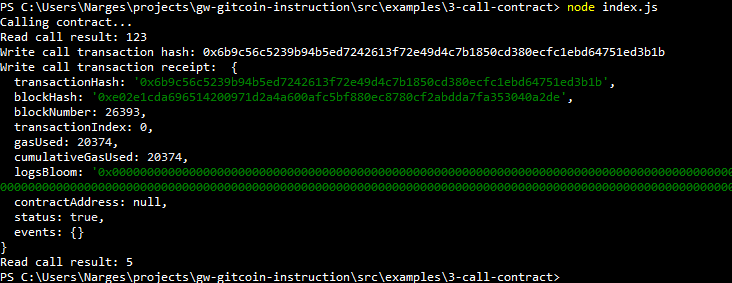 PS C:\Users\Narges\projects\gw-gitcoin-instruction\src\examples\3-call-contract> node index.js
Calling contract...
Read call result: 123
Write call transaction hash: 0x6b9c56c5239b94b5ed7242613f72e49d4c7b1850cd380ecfc1ebd64751ed3b1b
Write call transaction receipt:  {
  transactionHash: '0x6b9c56c5239b94b5ed7242613f72e49d4c7b1850cd380ecfc1ebd64751ed3b1b',
  blockHash: '0xe02e1cda696514200971d2a4a600afc5bf880ec8780cf2abdda7fa353040a2de',
  blockNumber: 26393,
  transactionIndex: 0,
  gasUsed: 20374,
  cumulativeGasUsed: 20374,
  logsBloom: '0x00000000000000000000000000000000000000000000000000000000000000000000000000000000000000
00000000000000000000000000000000000000000000000000000000000000000000000000000000000000000000000000000000
  contractAddress: null,
  status: true,
  events: {}
}
Read call result: 5
PS C:\Users\Narges\projects\gw-gitcoin-instruction\src\examples\3-call-contract>